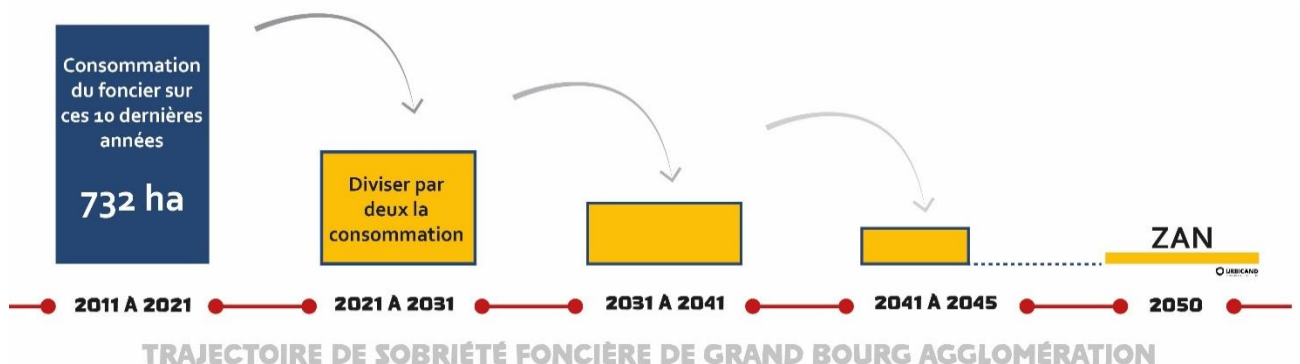 Consommation
du foncier sur
ces 10 dernières
années
732 ha
Diviser par
deux la
consommation
ZAN
URBICAND
2011 À 2021
2021 À 2031
2031 À 2041
2041 À 2045
2050
TRAJECTOIRE DE SOBRIÉTÉ FONCIÈRE DE GRAND BOURG AGGLOMÉRATION